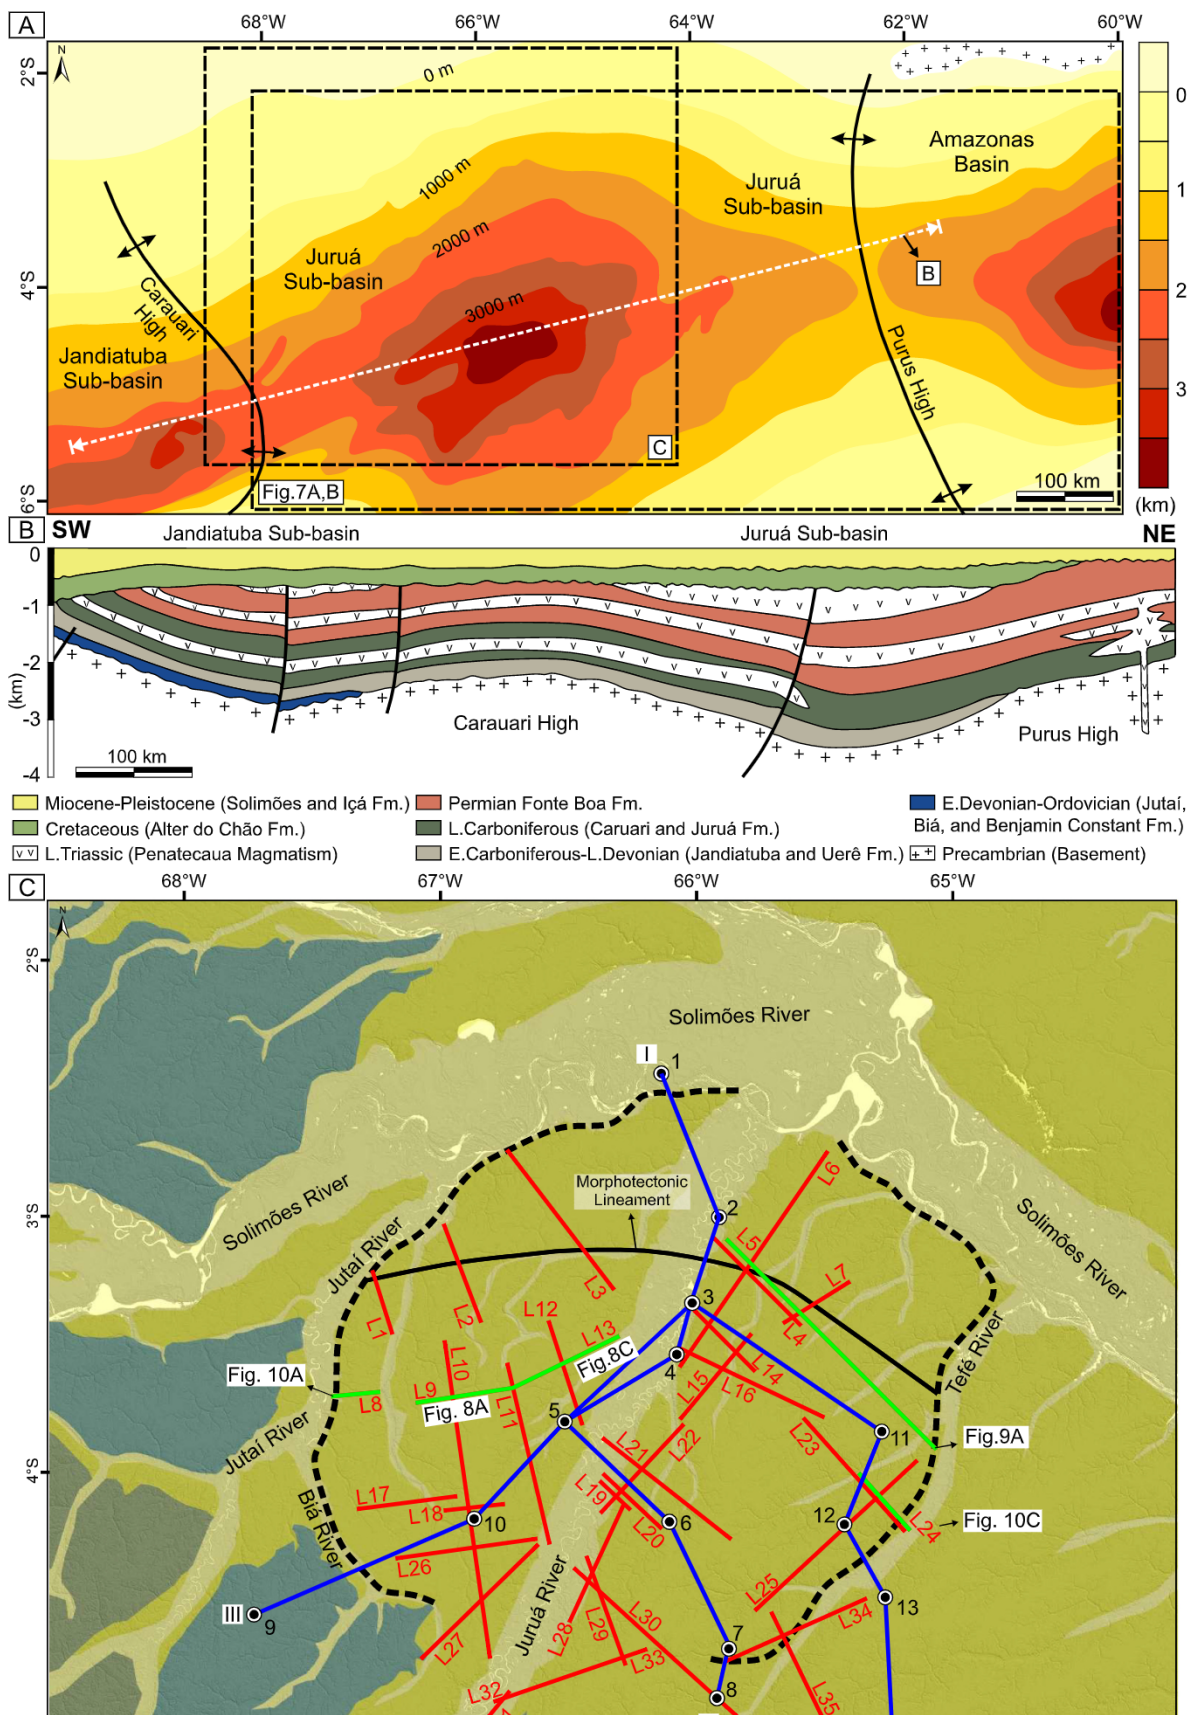 A
68°W
66°W
64°W
62°W
60°W
N
2°S
4°S
6°S
0 m
1000 m
2000 m
3000 m
Amazonas
Basin
Juruá
Sub-basin
Juruá
Sub-basin
Carauari
High
Jandiatuba
Sub-basin
Purus High
B
C
Fig.7A,B
100 km
0
1
2
3
(km)
B
SW
Jandiatuba Sub-basin
Juruá Sub-basin
NE
0
-1
-2
-3
-4
(km)
Carauari High
Purus High
100 km
Miocene-Pleistocene (Solimões and Içá Fm.)
Cretaceous (Alter do Chão Fm.)
L.Triassic (Penatecaua Magmatism)
Permian Fonte Boa Fm.
L.Carboniferous (Caruari and Juruá Fm.)
E.Carboniferous-L.Devonian (Jandiatuba and Uerê Fm.)
E.Devonian-Ordovician (Jutaí,
Biá, and Benjamin Constant Fm.)
Precambrian (Basement)
C
68°W
67°W
66°W
65°W
N
2°S
3°S
4°S
Solimões River
I
1
Morphotectonic
Lineament
2
L6
Solimões River
Solimões River
Jutaí River
L5
L7
L3
L12
3
L1
L2
L13
L4
Tefé River
L10
Fig.8C
L14
Fig. 10A
4
L15
L16
L8
L9
Fig. 8A
L11
5
11
L23
Fig.9A
L21
L22
Jutaí River
L17
L18
L19
L20
Biá River
10
6
12
L24
Fig. 10C
L26
L25
13
III
9
Juruá River
L30
L34
L27
L28
L29
L33
7
L32
8
L35